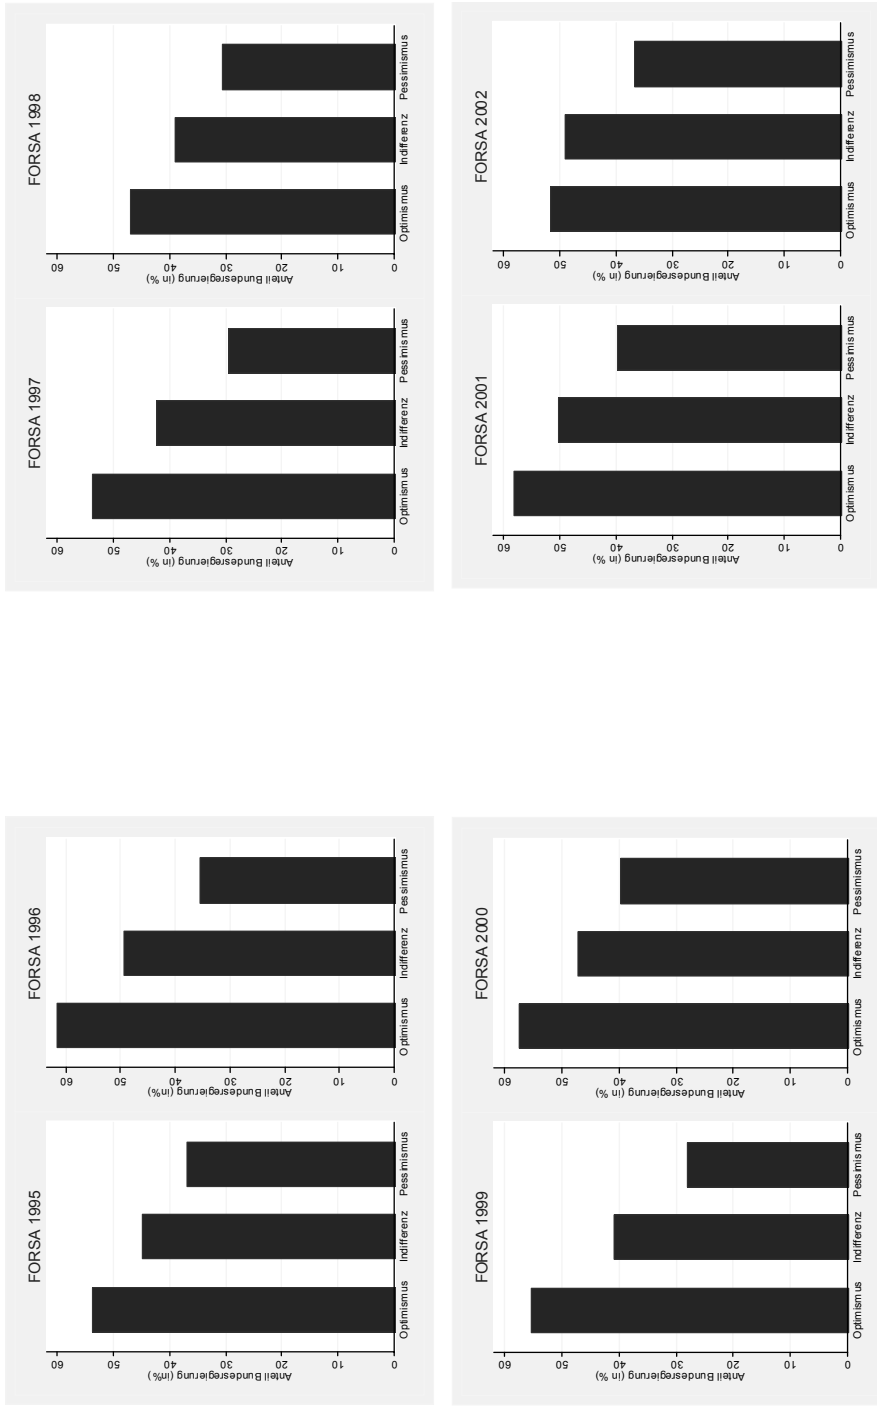 FORSA 1995
Anteil Bundesregierung (in%)
60
50
40
30
20
10
0
Optimismus Indifferenz Pessimismus
FORSA 1996
Anteil Bundesregierung (in%)
60
50
40
30
20
10
0
Optimismus Indifferenz Pessimismus
FORSA 1997
Anteil Bundesregierung (in %)
60
50
40
30
20
10
0
Optimismus Indifferenz Pessimismus
FORSA 1998
Anteil Bundesregierung (in %)
60
50
40
30
20
10
0
Optimismus Indifferenz Pessimismus
FORSA 1999
Anteil Bundesregierung (in %)
60
50
40
30
20
10
0
Optimismus Indifferenz Pessimismus
FORSA 2000
Anteil Bundesregierung (in %)
60
50
40
30
20
10
0
Optimismus Indifferenz Pessimismus
FORSA 2001
Anteil Bundesregierung (in %)
60
50
40
30
20
10
0
Optimismus Indifferenz Pessimismus
FORSA 2002
Anteil Bundesregierung (in %)
60
50
40
30
20
10
0
Optimismus Indifferenz Pessimismus